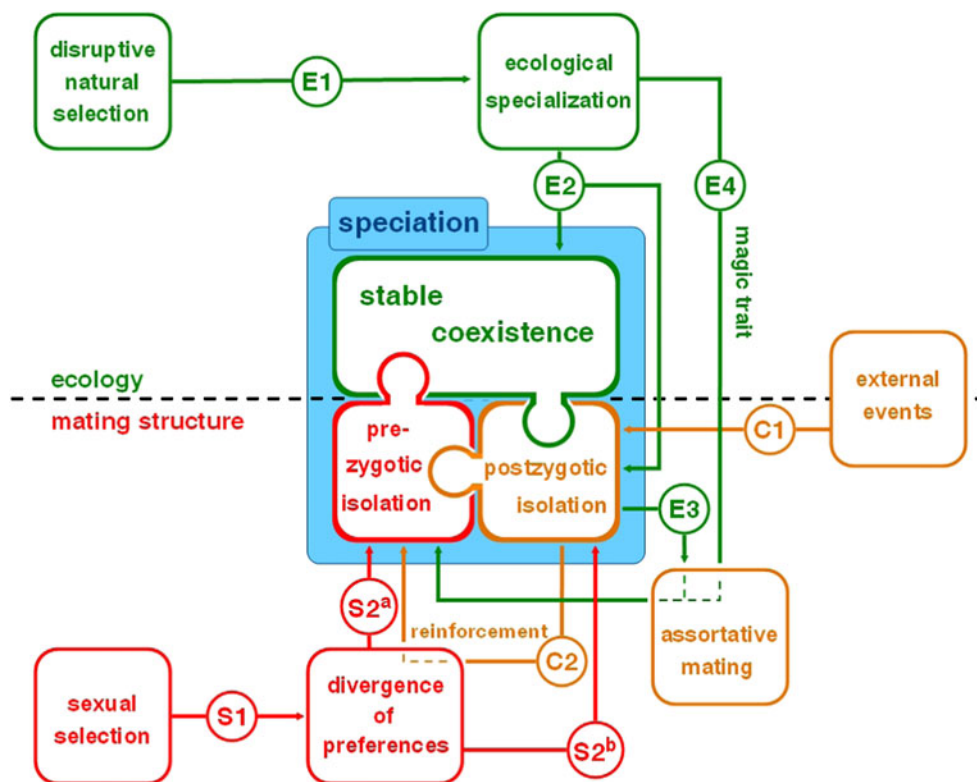 disruptive
natural
selection
E1
ecological
specialization
E2
E4
speciation
magic trait
stable
coexistence
ecology
mating structure
external
events
C1
pre-
zygotic
isolation
postzygotic
isolation
E3
S2a
reinforcement
C2
assortative
mating
sexual
selection
S1
divergence
of
preferences
S2b